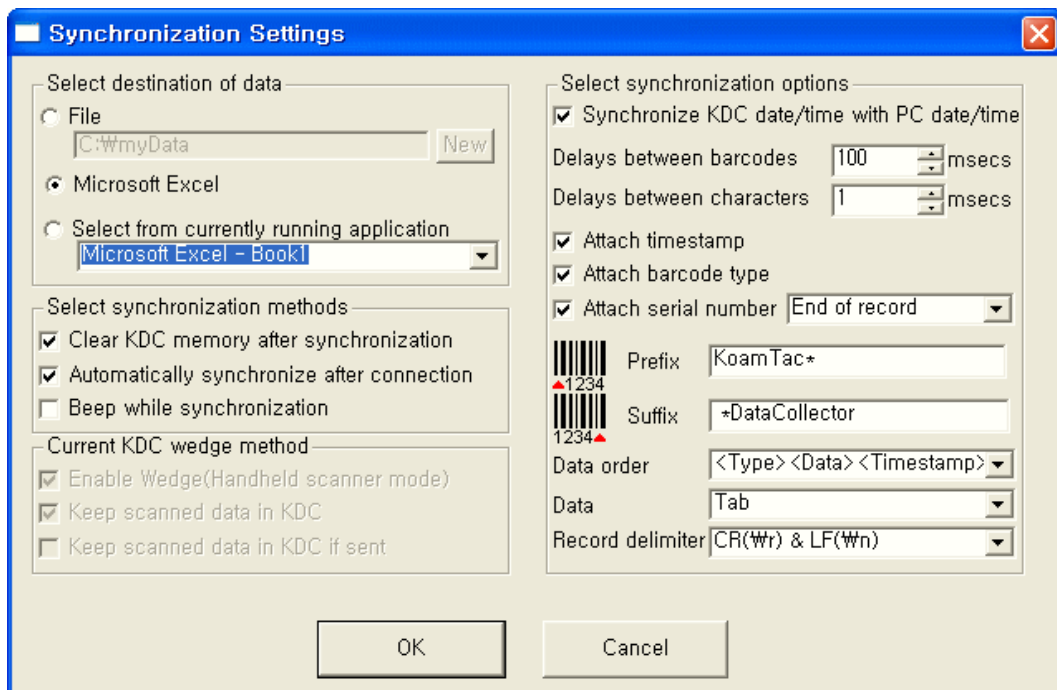 Synchronization Settings
Select destination of data
File
C:₩myData
New
Microsoft Excel
Select from currently running application
Microsoft Excel - Book1
Select synchronization methods
Clear KDC memory after synchronization
Automatically synchronize after connection
Beep while synchronization
Current KDC wedge method
Enable Wedge(Handheld scanner mode)
Keep scanned data in KDC
Keep scanned data in KDC if sent
Select synchronization options
Synchronize KDC date/time with PC date/time
Delays between barcodes 100 msecs
Delays between characters 1 msecs
Attach timestamp
Attach barcode type
Attach serial number End of record
1234 Prefix KoamTac*
1234 Suffix *DataCollector
Data order <Type><Data><Timestamp>
Data Tab
Record delimiter CR(₩r) & LF(₩n)
OK Cancel